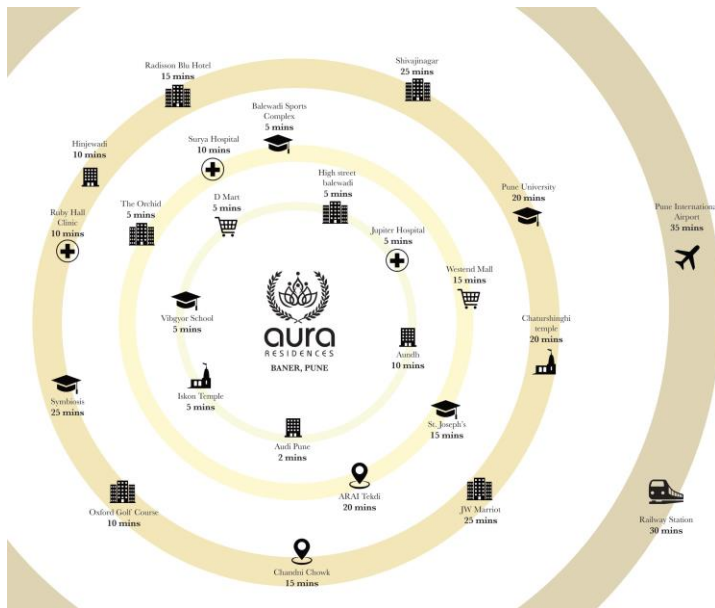 Radisson Blu Hotel
15 mins
Shivajinagar
25 mins
Balewadi Sports
Complex
5 mins
Surya Hospital
10 mins
Hinjewadi
10 mins
High street
balewadi
5 mins
The Orchid
5 mins
D Mart
5 mins
Pune University
20 mins
Ruby Hall
Clinic
10 mins
Jupiter Hospital
5 mins
Pune International
Airport
35 mins
Westend Mall
15 mins
Vibgyor School
5 mins
Chaturshinghi
temple
20 mins
aura
RESIDENCES
BANER, PUNE
Aundh
10 mins
Iskon Temple
5 mins
Symbiosis
25 mins
St. Joseph's
15 mins
Audi Pune
2 mins
ARAI Tekdi
20 mins
Oxford Golf Course
10 mins
JW Marriot
25 mins
Railway Station
30 mins
Chandni Chowk
15 mins